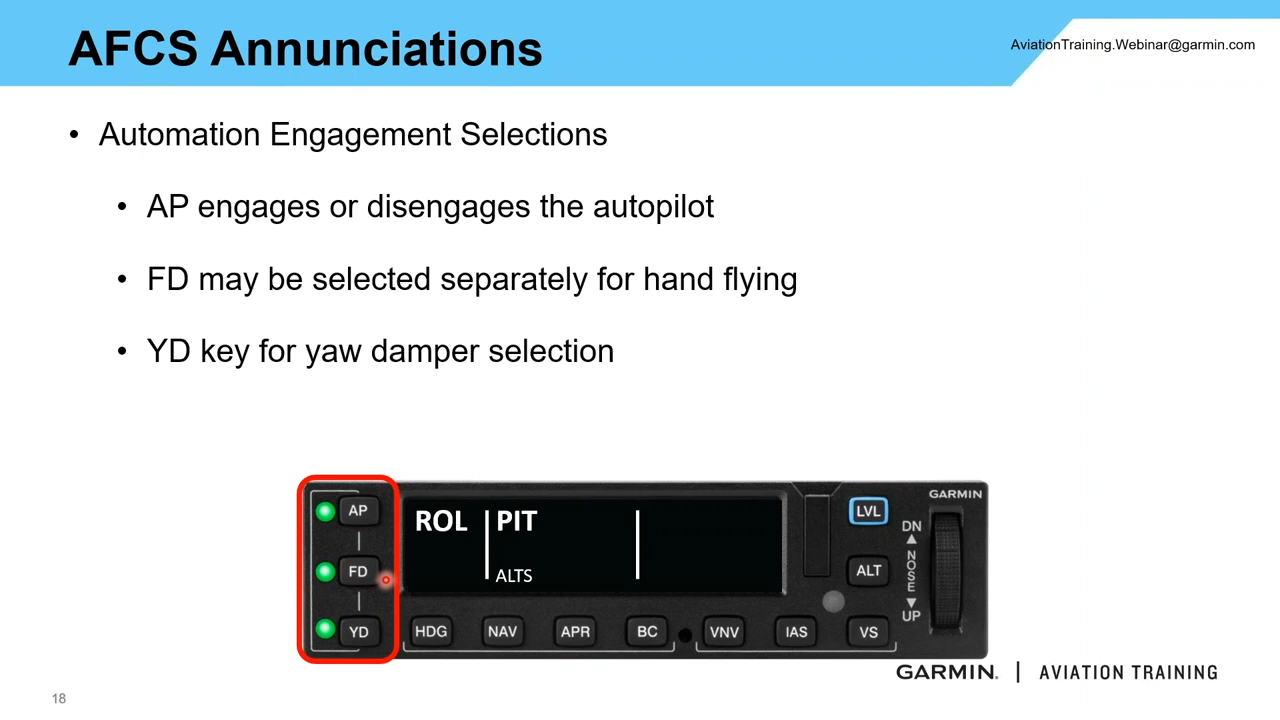 AFCS Annunciations
AviationTraining.Webinar@garmin.com
• Automation Engagement Selections
• AP engages or disengages the autopilot
• FD may be selected separately for hand flying
• YD key for yaw damper selection
GARMIN
AP
ROL
PIT
LVL
DN
FD
ALTS
ALT
NOSE
UP
YD
HDG
NAV
APR
BC
VNV
IAS
VS
GARMIN. | AVIATION TRAINING
18